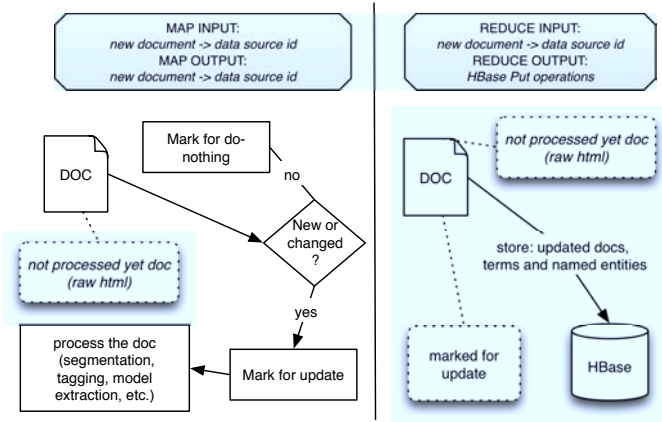 MAP INPUT:
new document -> data source id
MAP OUTPUT:
new document -> data source id
Mark for do-
nothing
no
DOC
New or
changed
?
not processed yet doc
(raw html)
yes
process the doc
(segmentation,
tagging, model
extraction, etc.)
Mark for update
REDUCE INPUT:
new document -> data source id
REDUCE OUTPUT:
HBase Put operations
not processed yet doc
(raw html)
DOC
store: updated docs,
terms and named entities
marked for
update
HBase